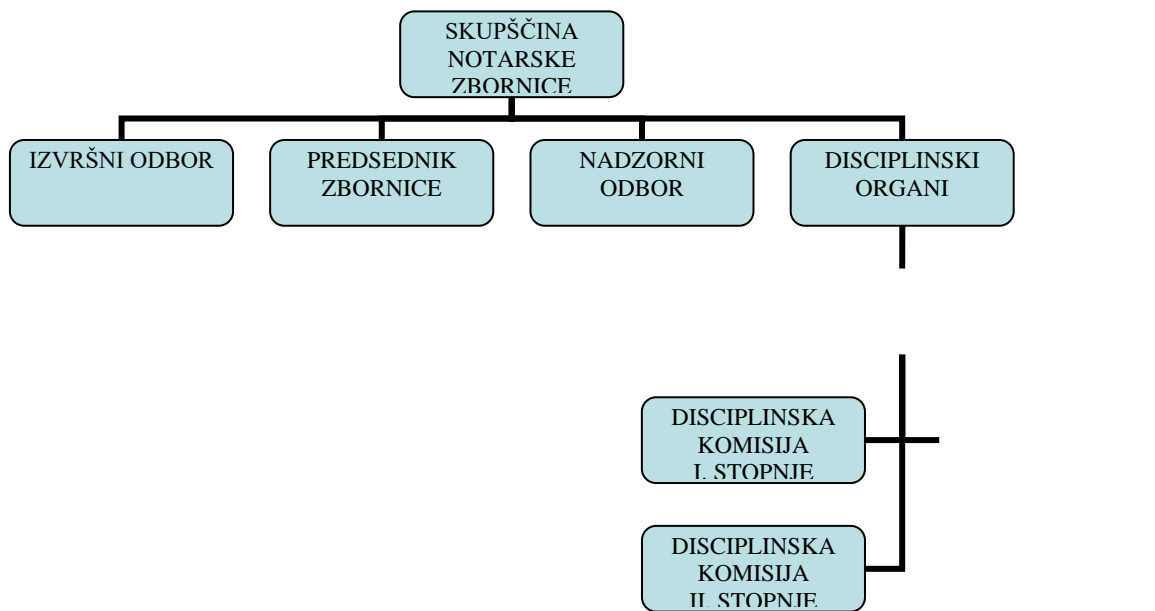 SKUPŠČINA
NOTARSKE
ZBORNICE
IZVRŠNI ODBOR
PREDSEDNIK
ZBORNICE
NADZORNI
ODBOR
DISCIPLINSKI
ORGANI
DISCIPLINSKA
KOMISIJA
I. STOPNJE
DISCIPLINSKA
KOMISIJA
II. STOPNJE